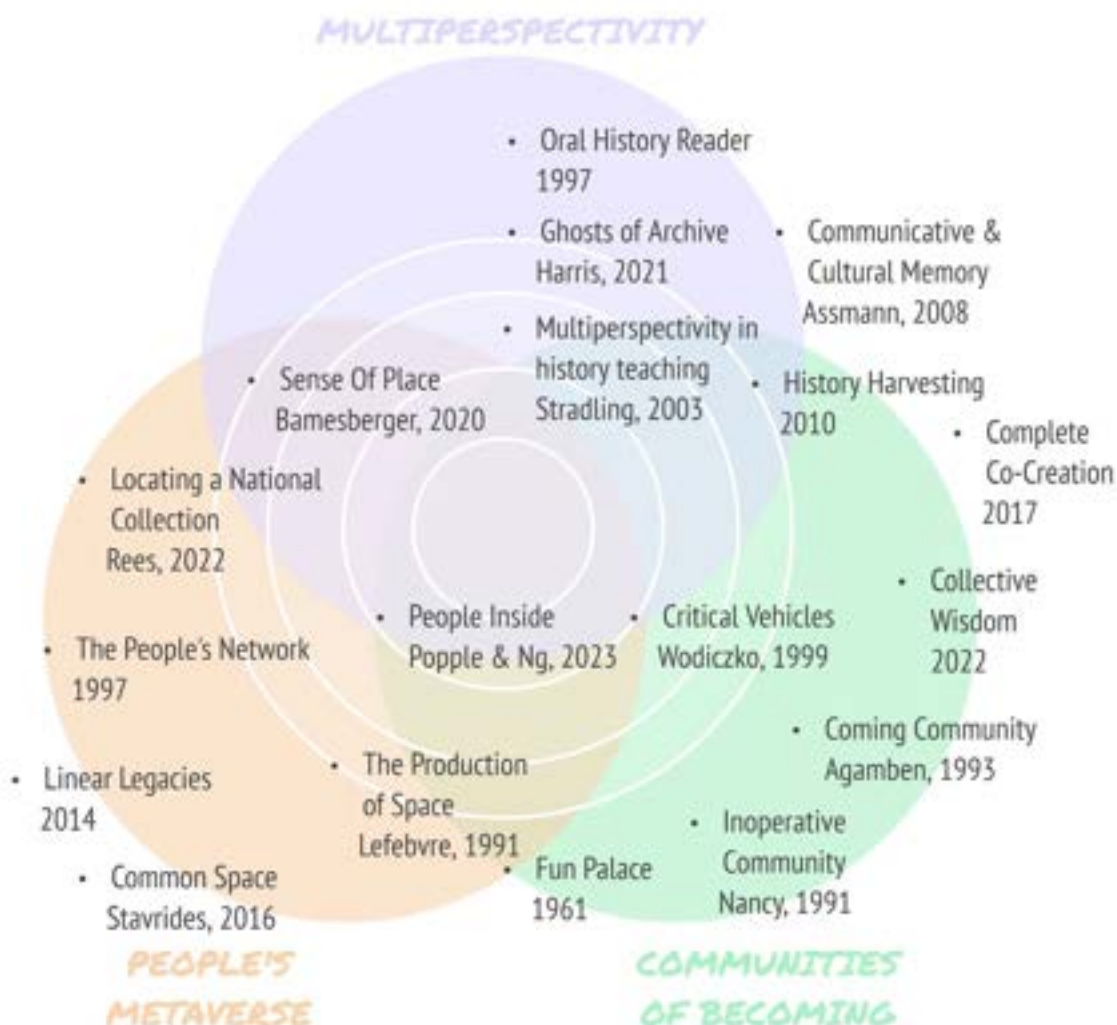 MULTIPERSPECTIVITY
• Oral History Reader
1997
• Ghosts of Archive
Harris, 2021
• Communicative &
Cultural Memory
Assmann, 2008
• Multiperspectivity in
history teaching
Stradling, 2003
• Sense Of Place
Bamesberger, 2020
• History Harvesting
2010
• Complete
Co-Creation
2017
• Locating a National
Collection
Rees, 2022
• Collective
Wisdom
2022
• People Inside
Popple & Ng, 2023
• Critical Vehicles
Wodiczko, 1999
• The People's Network
1997
• Coming Community
Agamben, 1993
• Linear Legacies
2014
• The Production
of Space
Lefebvre, 1991
• Inoperative
Community
Nancy, 1991
• Common Space
Stavrides, 2016
• Fun Palace
1961
PEOPLE'S
METAVERSE
COMMUNITIES
OF BECOMING